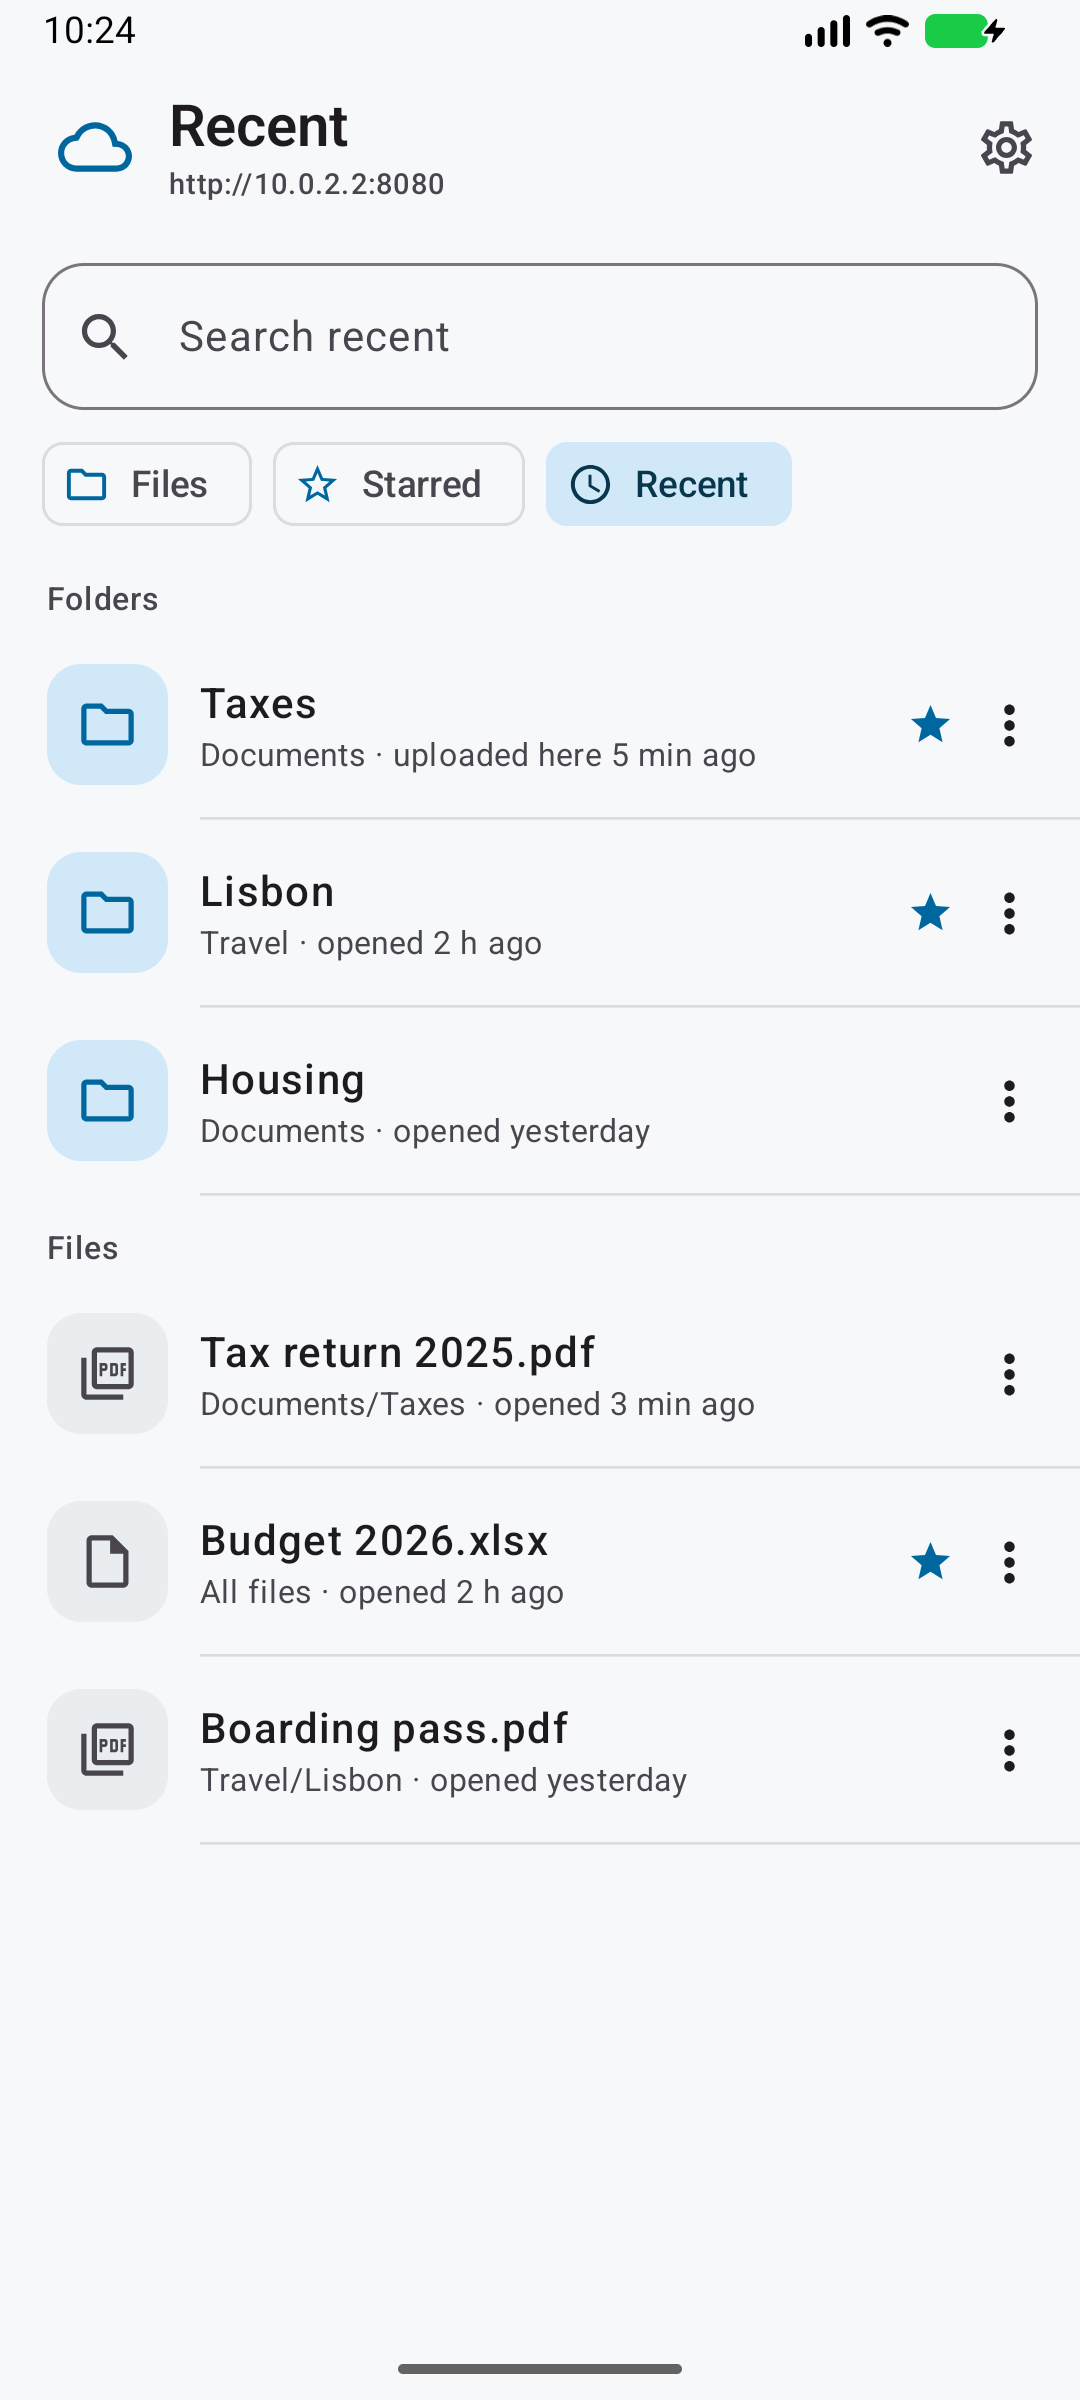 10:24
Recent
http://10.0.2.2:8080
Search recent
Files
Starred
Recent
Folders
Taxes
Documents · uploaded here 5 min ago
Lisbon
Travel · opened 2 h ago
Housing
Documents · opened yesterday
Files
PDF
Tax return 2025.pdf
Documents/Taxes · opened 3 min ago
Budget 2026.xlsx
All files · opened 2 h ago
PDF
Boarding pass.pdf
Travel/Lisbon · opened yesterday